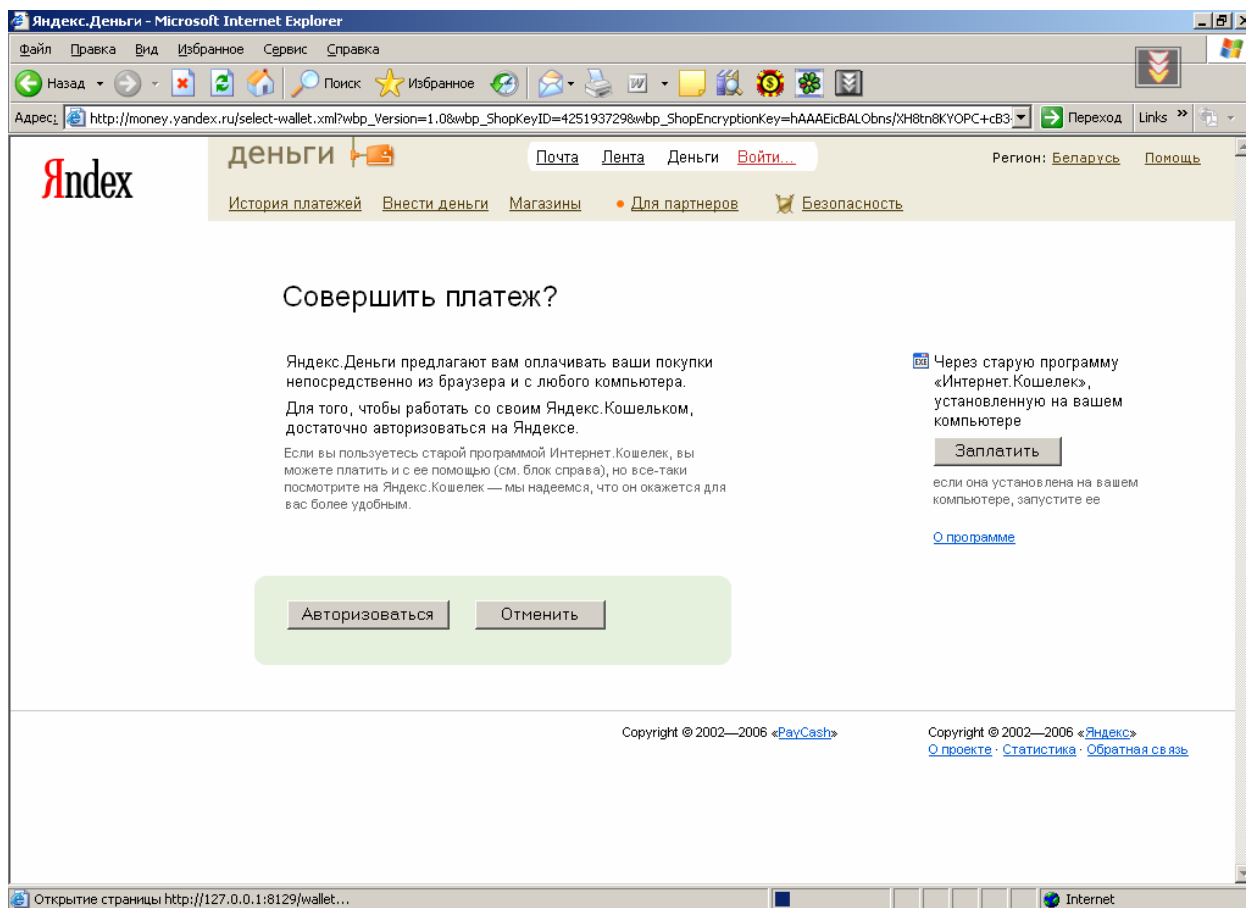 Яндекс.Деньги - Microsoft Internet Explorer
Файл Правка Вид Избранное Сервис Справка
Назад Поиск Избранное
Адрес: http://money.yandex.ru/select-wallet.xml?wbp_Version=1.0&wbp_ShopKeyID=425193729&wbp_ShopEncryptionKey=hAAAEicBALObns/XH8tn8KYOPC+cB3 Переход Links »
Яndex
деньги
Почта Лента Деньги Войти...
Регион: Беларусь Помощь
История платежей Внести деньги Магазины • Для партнеров Безопасность
Совершить платеж?
Яндекс.Деньги предлагают вам оплачивать ваши покупки
непосредственно из браузера и с любого компьютера.
Для того, чтобы работать со своим Яндекс.Кошельком,
достаточно авторизоваться на Яндексе.
Если вы пользуетесь старой программой Интернет.Кошелек, вы
можете платить и с ее помощью (см. блок справа), но все-таки
посмотрите на Яндекс.Кошелек — мы надеемся, что он окажется для
вас более удобным.
EXE Через старую программу
«Интернет.Кошелек»,
установленную на вашем
компьютере
Заплатить
если она установлена на вашем
компьютере, запустите ее
О программе
Авторизоваться Отменить
Copyright © 2002—2006 «PayCash»
Copyright © 2002—2006 «Яндекс»
О проекте · Статистика · Обратная связь
Открытие страницы http://127.0.0.1:8129/wallet...
Internet